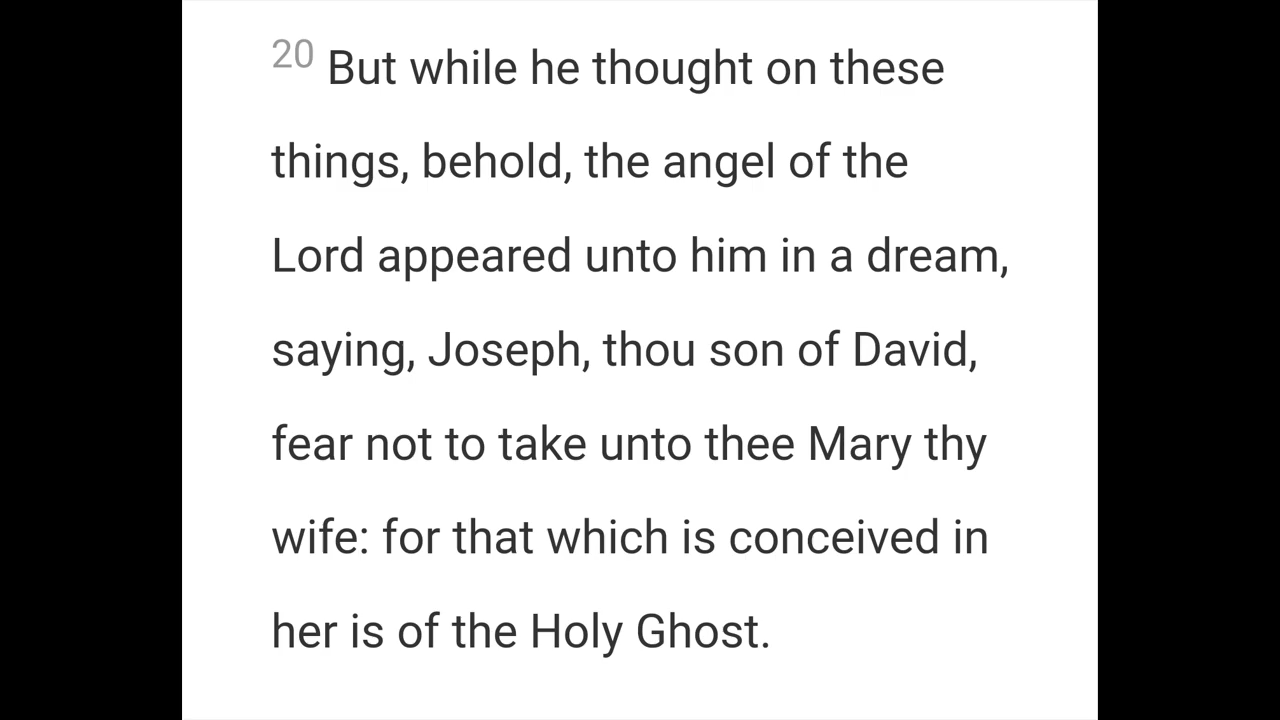 20 But while he thought on these
things, behold, the angel of the
Lord appeared unto him in a dream,
saying, Joseph, thou son of David,
fear not to take unto thee Mary thy
wife: for that which is conceived in
her is of the Holy Ghost.